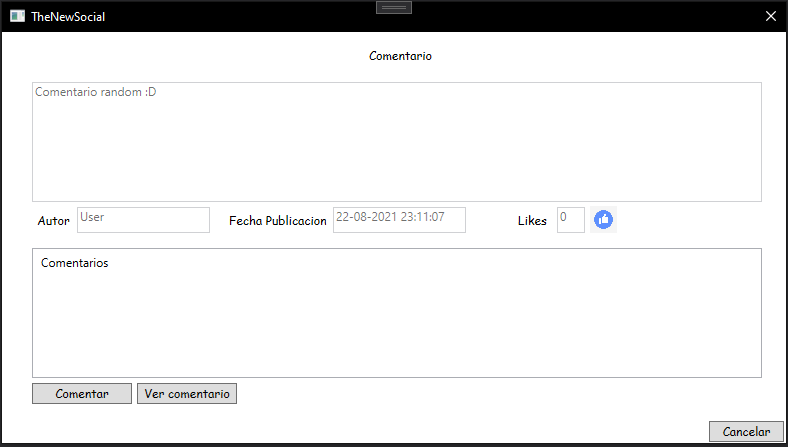 TheNewSocial
Comentario
Comentario random :D
Autor User Fecha Publicacion 22-08-2021 23:11:07 Likes 0
Comentarios
Comentar Ver comentario
Cancelar